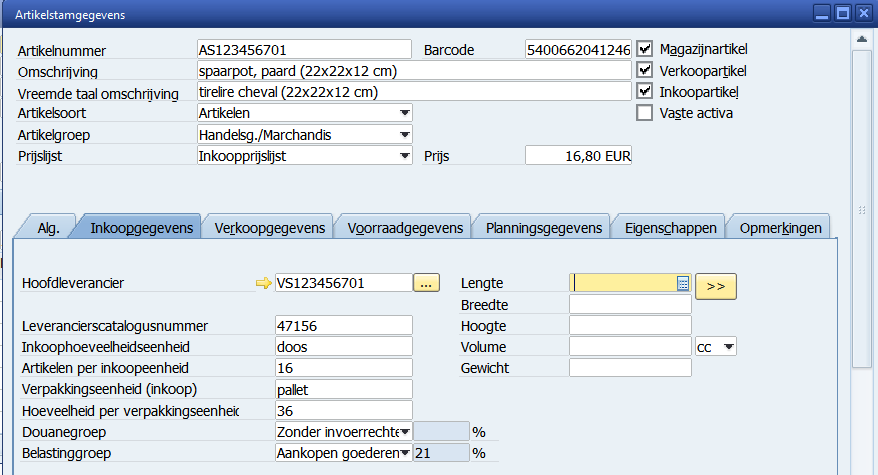 Artikelstamgegevens
Artikelnummer AS123456701 Barcode 5400662041246 Magazijnartikel
Omschrijving spaarpot, paard (22x22x12 cm) Verkoopartikel
Vreemde taal omschrijving tirelire cheval (22x22x12 cm) Inkoopartikel
Artikelsoort Artikelen Vaste activa
Artikelgroep Handelsg./Marchandis
Prijslijst Inkoopprijslijst Prijs 16,80 EUR
Alg. Inkoopgegevens Verkoopgegevens Voorraadgegevens Planningsgegevens Eigenschappen Opmerkingen
Hoofdleverancier VS123456701 ... Lengte >>
Breedte
Leverancierscatalogusnummer 47156 Hoogte
Inkoophoeveelheidseenheid doos Volume cc
Artikelen per inkoopeenheid 16 Gewicht
Verpakkingseenheid (inkoop) pallet
Hoeveelheid per verpakkingseenheid 36
Douanegroep Zonder invoerrechte %
Belastinggroep Aankopen goederen 21 %